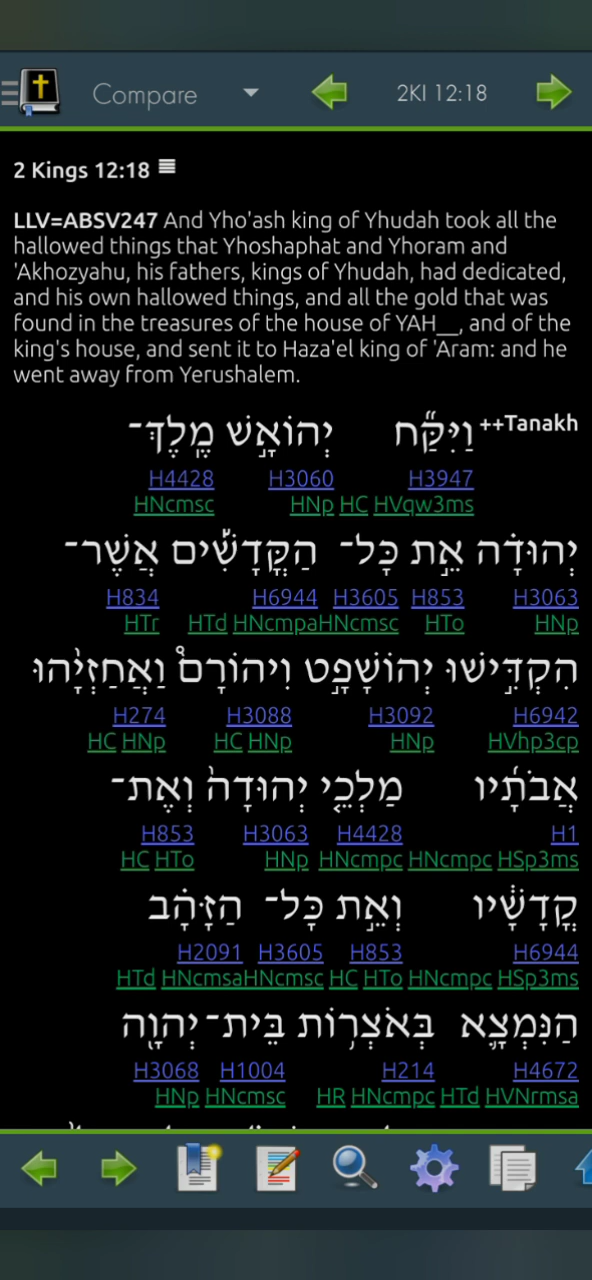 Compare
2KI 12:18
2 Kings 12:18
LLV=ABSV247 And Yho'ash king of Yhudah took all the
hallowed things that Yhoshaphat and Yhoram and
'Akhozyahu, his fathers, kings of Yhudah, had dedicated,
and his own hallowed things, and all the gold that was
found in the treasures of the house of YAH__, and of the
king's house, and sent it to Haza'el king of 'Aram: and he
went away from Yerushalem.
++Tanakh וַיִּקַּ֞ח יְהוֹאָ֣שׁ מֶֽלֶךְ־
H4428 H3060 H3947
HNcmsc HNp HC HVqw3ms
יְהוּדָ֗ה אֵ֣ת כָּל־ הַקֳּדָשִׁ֡ים אֲשֶׁר־
H834 H6944 H3605 H853 H3063
HTr HTd HNcmpaHNcmsc HTo HNp
הִקְדִּ֣ישׁוּ יְהוֹשָׁפָ֣ט וִיהוֹרָם֩ וַאֲחַזְיָ֨הוּ
H274 H3088 H3092 H6942
HC HNp HC HNp HNp HVhp3cp
אֲבֹתָ֜יו מַלְכֵ֤י יְהוּדָה֙ וְאֶת־
H853 H3063 H4428 H1
HC HTo HNp HNcmpc HNcmpc HSp3ms
קֳדָשָׁ֔יו וְאֵ֣ת כָּל־ הַזָּהָ֗ב
H2091 H3605 H853 H6944
HTd HNcmsaHNcmsc HC HTo HNcmpc HSp3ms
הַנִּמְצָ֛א בְּאֹצְר֥וֹת בֵּית־יְהוָ֖ה
H3068 H1004 H214 H4672
HNp HNcmsc HR HNcmpc HTd HVNrmsa